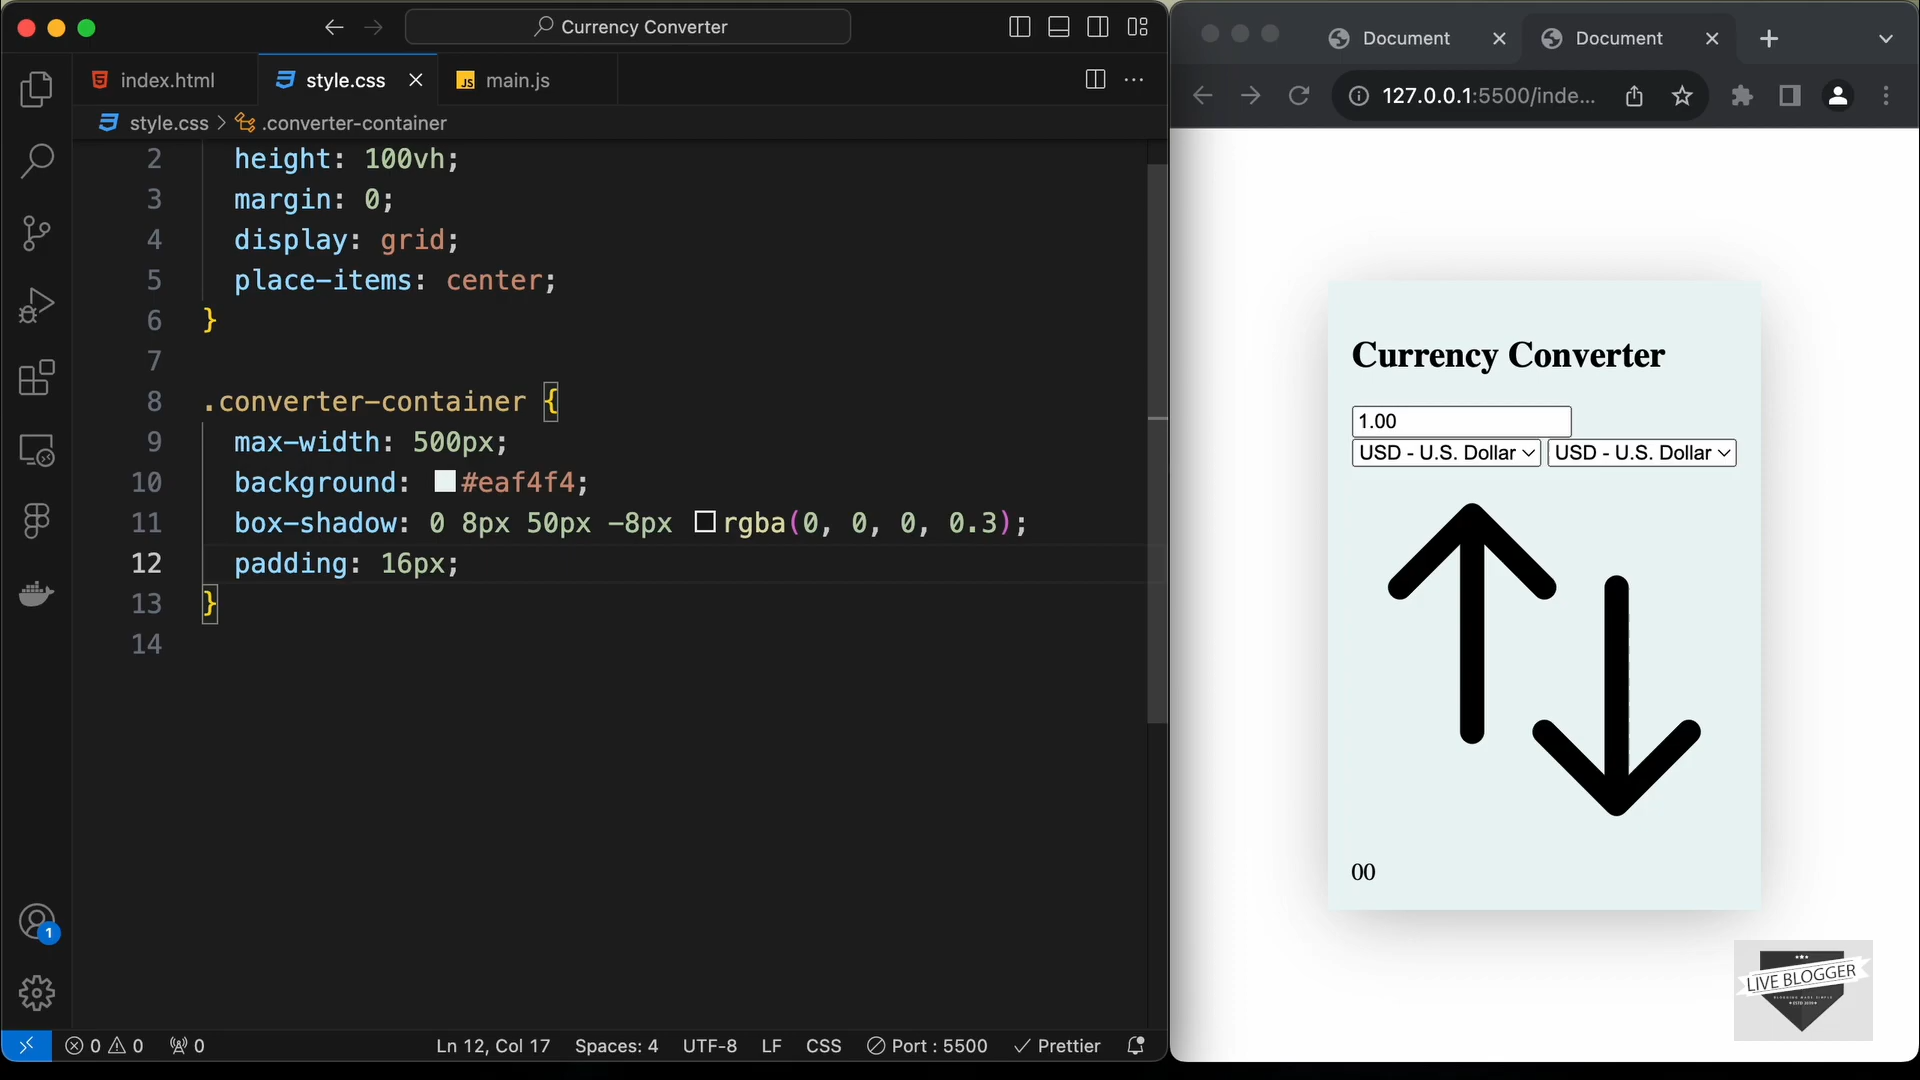 Currency Converter
index.html
style.css
main.js
style.css > .converter-container
2 height: 100vh;
3 margin: 0;
4 display: grid;
5 place-items: center;
6 }
7
8 .converter-container {
9 max-width: 500px;
10 background: #eaf4f4;
11 box-shadow: 0 8px 50px -8px rgba(0, 0, 0, 0.3);
12 padding: 16px;
13 }
14
1
0 0 0
Ln 12, Col 17 Spaces: 4 UTF-8 LF CSS Port : 5500 Prettier
Document
Document
127.0.0.1:5500/inde...
Currency Converter
1.00
USD - U.S. Dollar USD - U.S. Dollar
00
LIVE BLOGGER